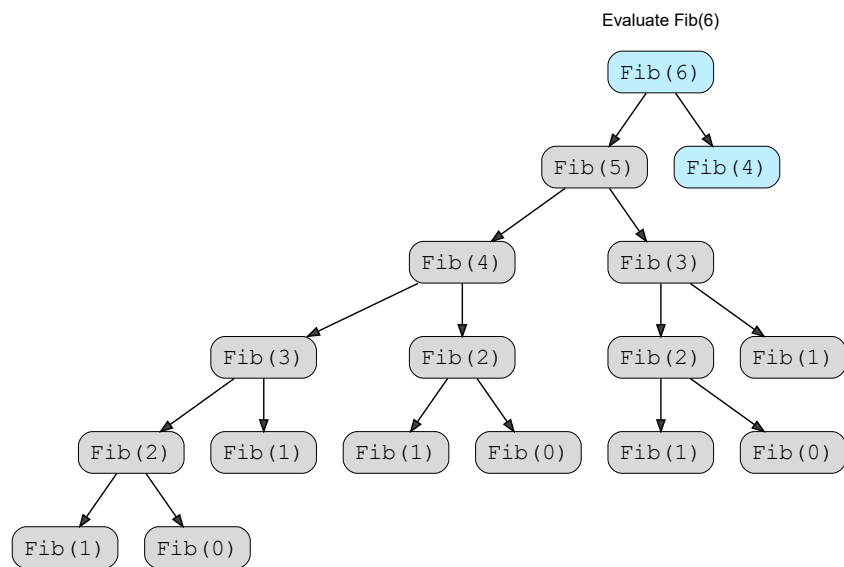 Evaluate Fib(6)
Fib(6)
Fib(5) Fib(4)
Fib(4) Fib(3)
Fib(3) Fib(2) Fib(2) Fib(1)
Fib(2) Fib(1) Fib(1) Fib(0) Fib(1) Fib(0)
Fib(1) Fib(0)